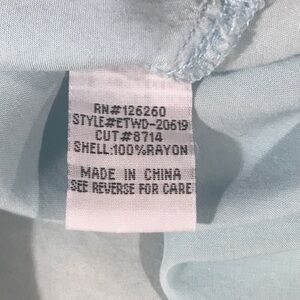 RN#126260
STYLE#ETWD-20619
CUT#8714
SHELL:100%RAYON
MADE IN CHINA
SEE REVERSE FOR CARE